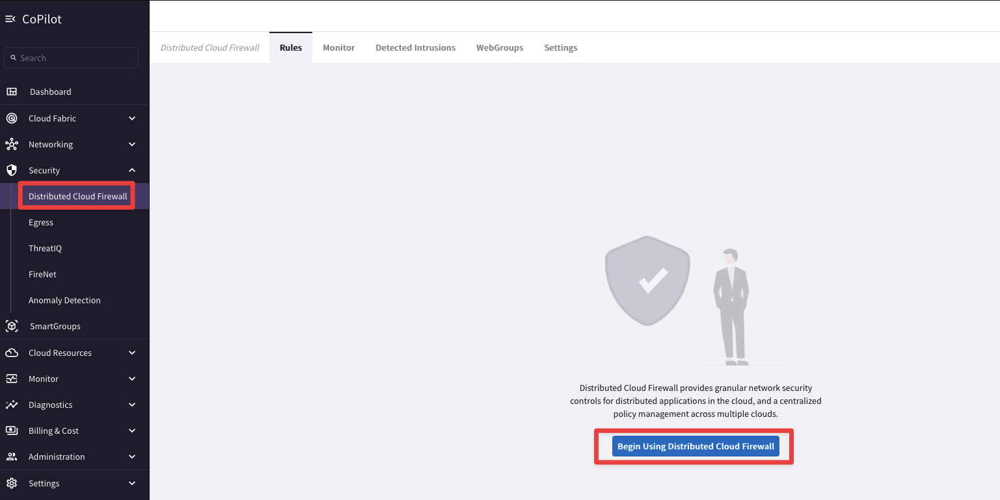 CoPilot
Search
Dashboard
Cloud Fabric
Networking
Security
Distributed Cloud Firewall
Egress
ThreatIQ
FireNet
Anomaly Detection
SmartGroups
Cloud Resources
Monitor
Diagnostics
Billing & Cost
Administration
Settings
Distributed Cloud Firewall Rules Monitor Detected Intrusions WebGroups Settings
Distributed Cloud Firewall provides granular network security
controls for distributed applications in the cloud, and a centralized
policy management across multiple clouds.
Begin Using Distributed Cloud Firewall